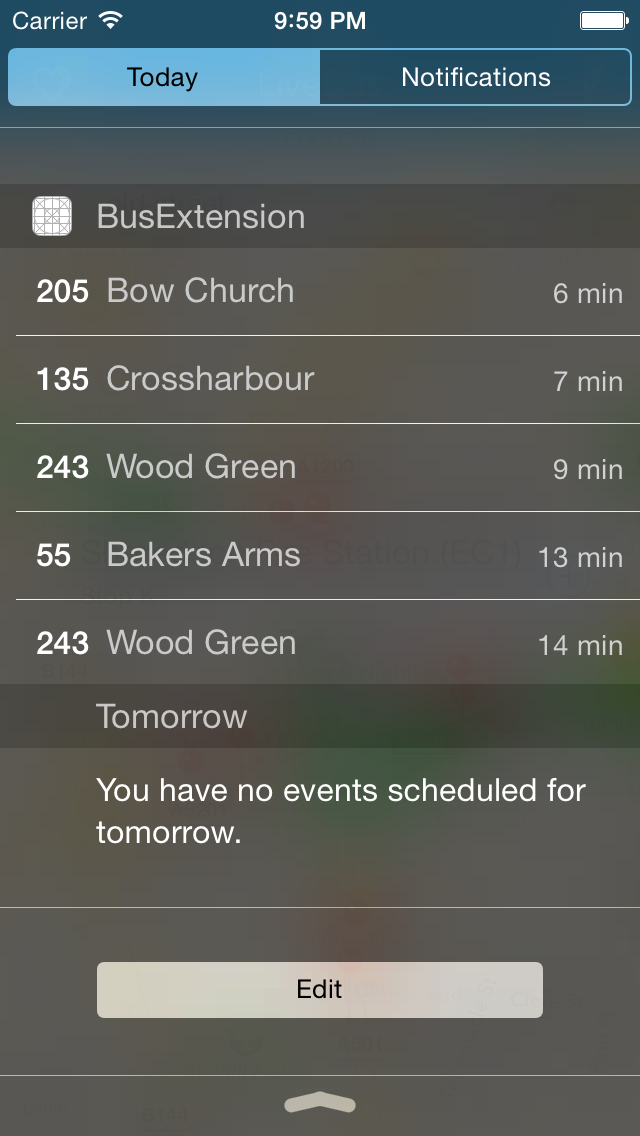 Carrier 9:59 PM
Today Notifications
BusExtension
205 Bow Church 6 min
135 Crossharbour 7 min
243 Wood Green 9 min
55 Bakers Arms 13 min
243 Wood Green 14 min
Tomorrow
You have no events scheduled for
tomorrow.
Edit